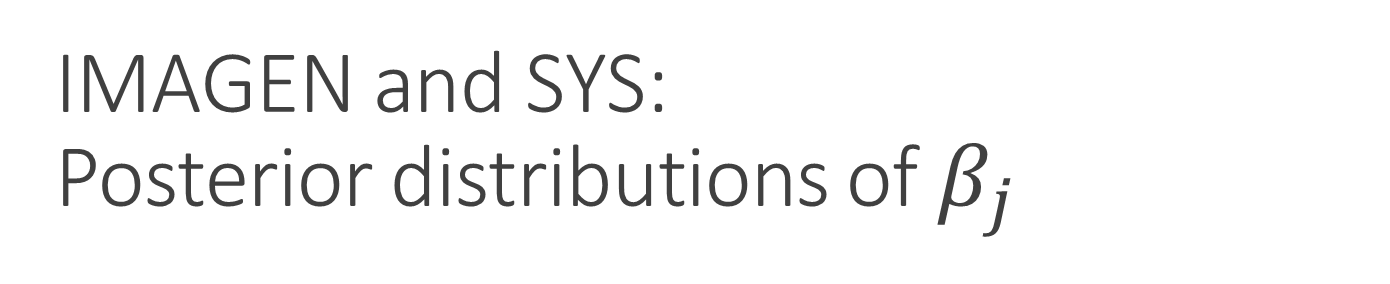 IMAGEN and SYS:
Posterior distributions of βj